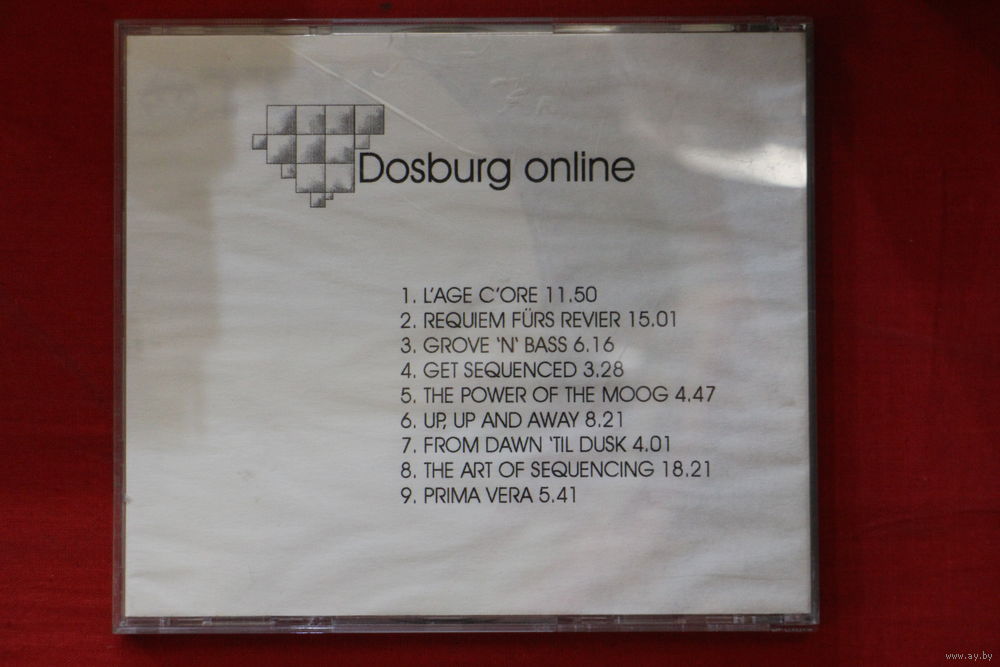 Dosburg online
1. L'AGE C'ORE 11.50
2. REQUIEM FÜRS REVIER 15.01
3. GROVE 'N' BASS 6.16
4. GET SEQUENCED 3.28
5. THE POWER OF THE MOOG 4.47
6. UP, UP AND AWAY 8.21
7. FROM DAWN 'TIL DUSK 4.01
8. THE ART OF SEQUENCING 18.21
9. PRIMA VERA 5.41
www.ay.by